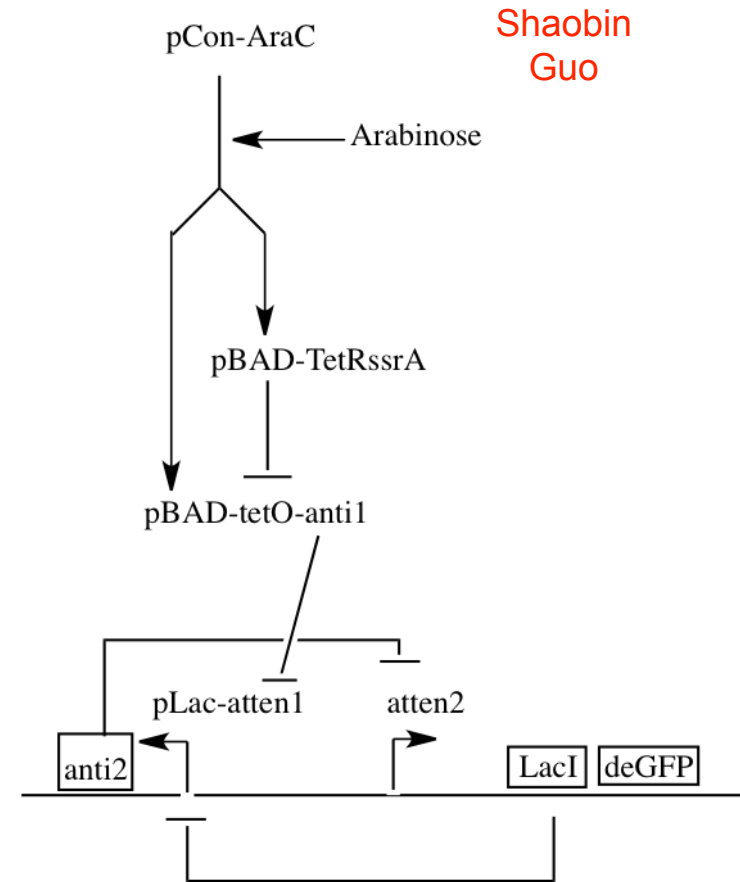 Shaobin
Guo
pCon-AraC
Arabinose
pBAD-TetRssrA
pBAD-tetO-anti1
pLac-atten1
atten2
anti2
LacI
deGFP